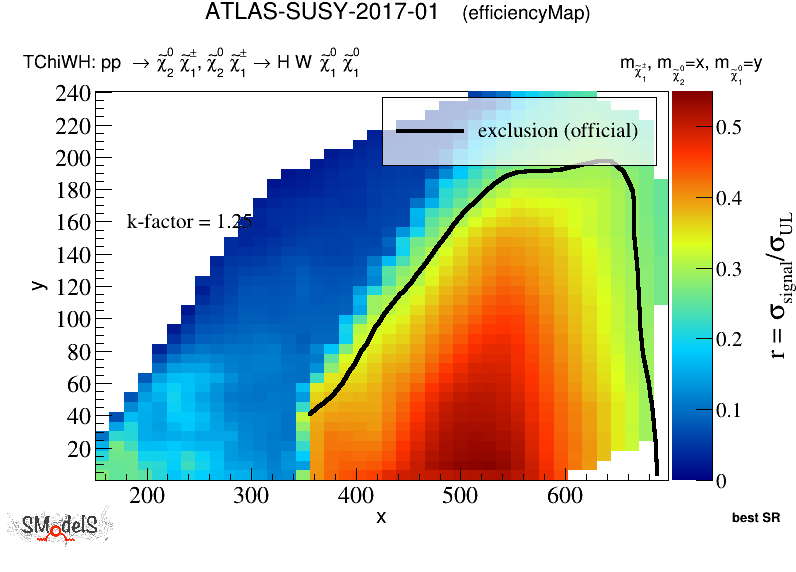 ATLAS-SUSY-2017-01 (efficiencyMap)
TChiWH: pp → χ̃₂⁰ χ̃₁±, χ̃₂⁰ χ̃₁± → H W χ̃₁⁰ χ̃₁⁰
m_χ̃₁±, m_χ̃₂⁰=x, m_χ̃₁⁰=y
exclusion (official)
k-factor = 1.25
y
240
220
200
180
160
140
120
100
80
60
40
20
200 300 400 500 600
x
0.5
0.4
0.3
0.2
0.1
0
r = σ_signal/σ_UL
SModelS
best SR